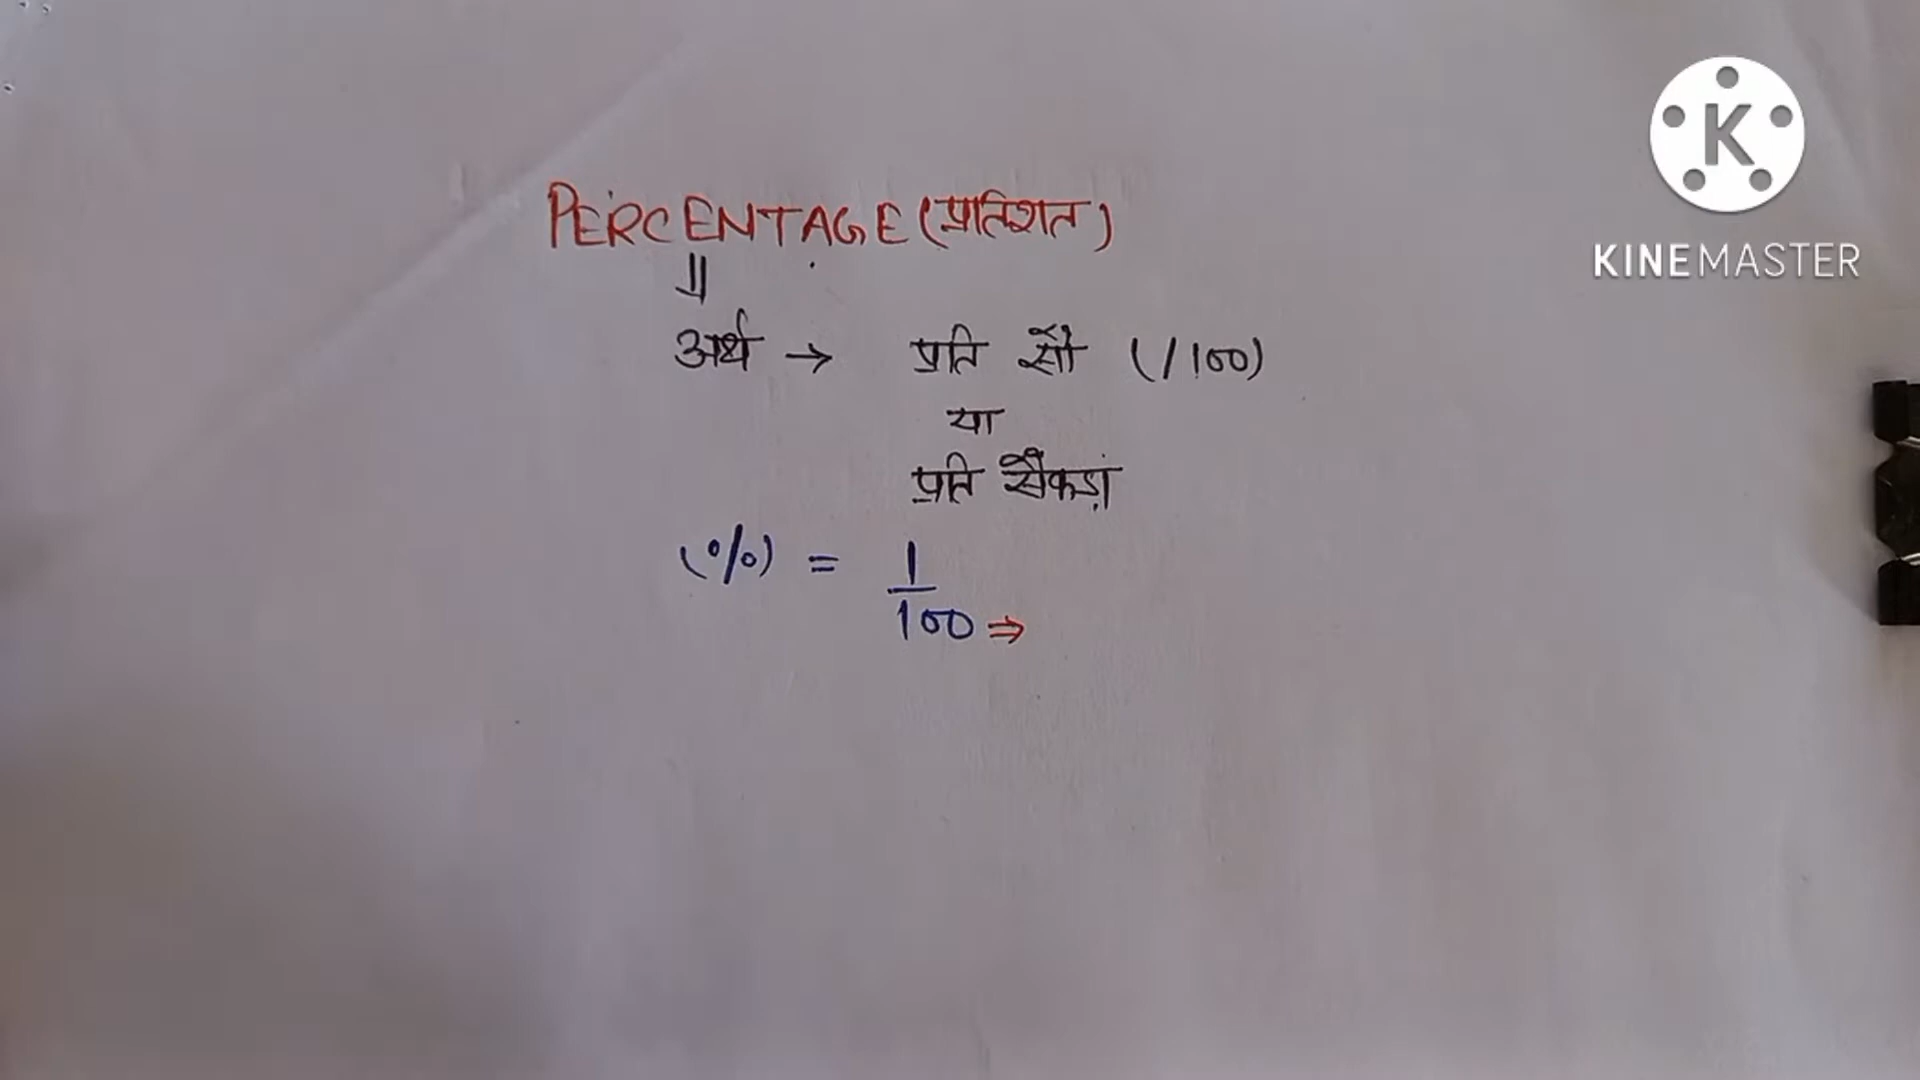 PERCENTAGE (प्रतिशत)
अर्थ → प्रति सौ (/100)
या
प्रति सैकड़ा
(%) = 1/100 ⇒
K
KINEMASTER